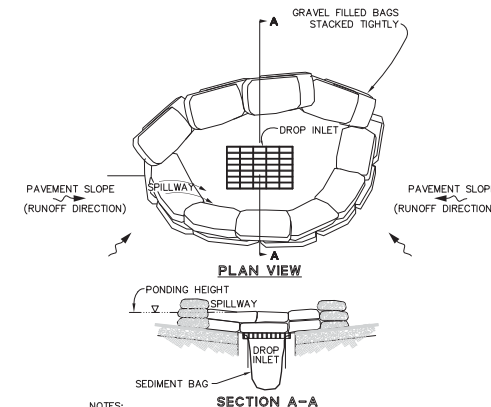 GRAVEL FILLED BAGS
STACKED TIGHTLY
A
DROP INLET
SPILLWAY
PAVEMENT SLOPE
(RUNOFF DIRECTION)
PAVEMENT SLOP
(RUNOFF DIRECTION
A
PLAN VIEW
PONDING HEIGHT
SPILLWAY
DROP
INLET
SEDIMENT BAG
SECTION A-A
NOTES: